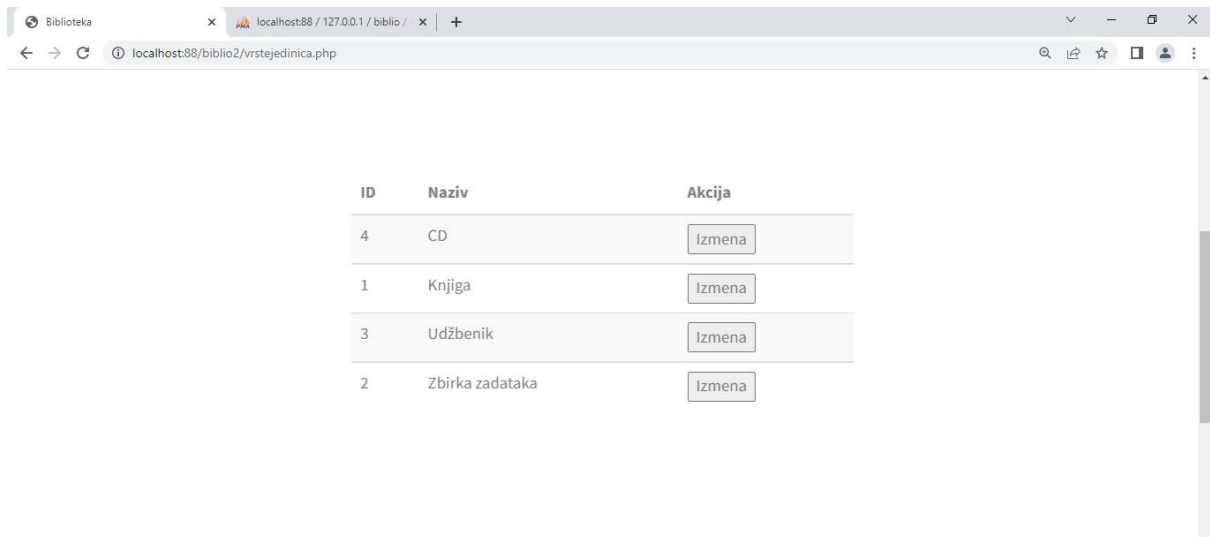 Biblioteka
localhost:88 / 127.0.0.1 / biblio /
localhost:88/biblio2/vrstejedinica.php
ID Naziv Akcija
4 CD Izmena
1 Knjiga Izmena
3 Udžbenik Izmena
2 Zbirka zadataka Izmena